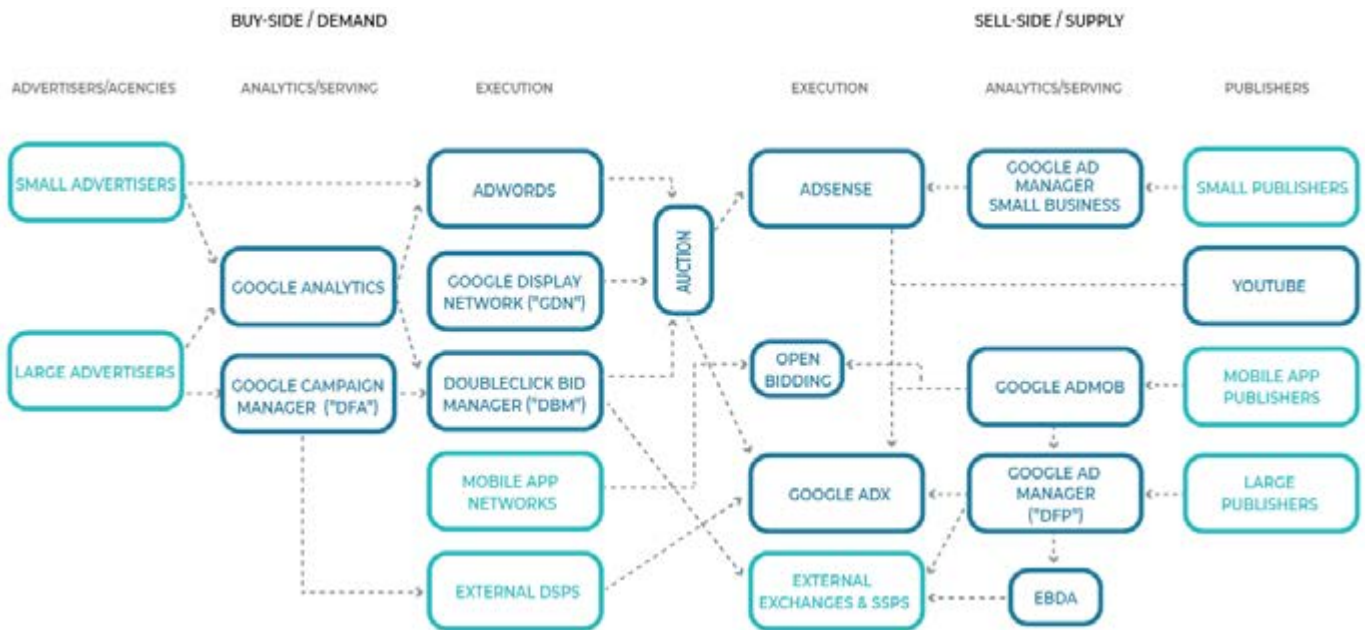 BUY-SIDE / DEMAND
SELL-SIDE / SUPPLY
ADVERTISERS/AGENCIES
ANALYTICS/SERVING
EXECUTION
EXECUTION
ANALYTICS/SERVING
PUBLISHERS
SMALL ADVERTISERS
LARGE ADVERTISERS
GOOGLE ANALYTICS
GOOGLE CAMPAIGN
MANAGER ("DFA")
ADWORDS
GOOGLE DISPLAY
NETWORK ("GDN")
DOUBLECLICK BID
MANAGER ("DBM")
MOBILE APP
NETWORKS
EXTERNAL DSPS
AUCTION
ADSENSE
OPEN
BIDDING
GOOGLE ADX
EXTERNAL
EXCHANGES & SSPS
GOOGLE AD
MANAGER
SMALL BUSINESS
GOOGLE ADMOB
GOOGLE AD
MANAGER
("DFP")
EBDA
SMALL PUBLISHERS
YOUTUBE
MOBILE APP
PUBLISHERS
LARGE
PUBLISHERS